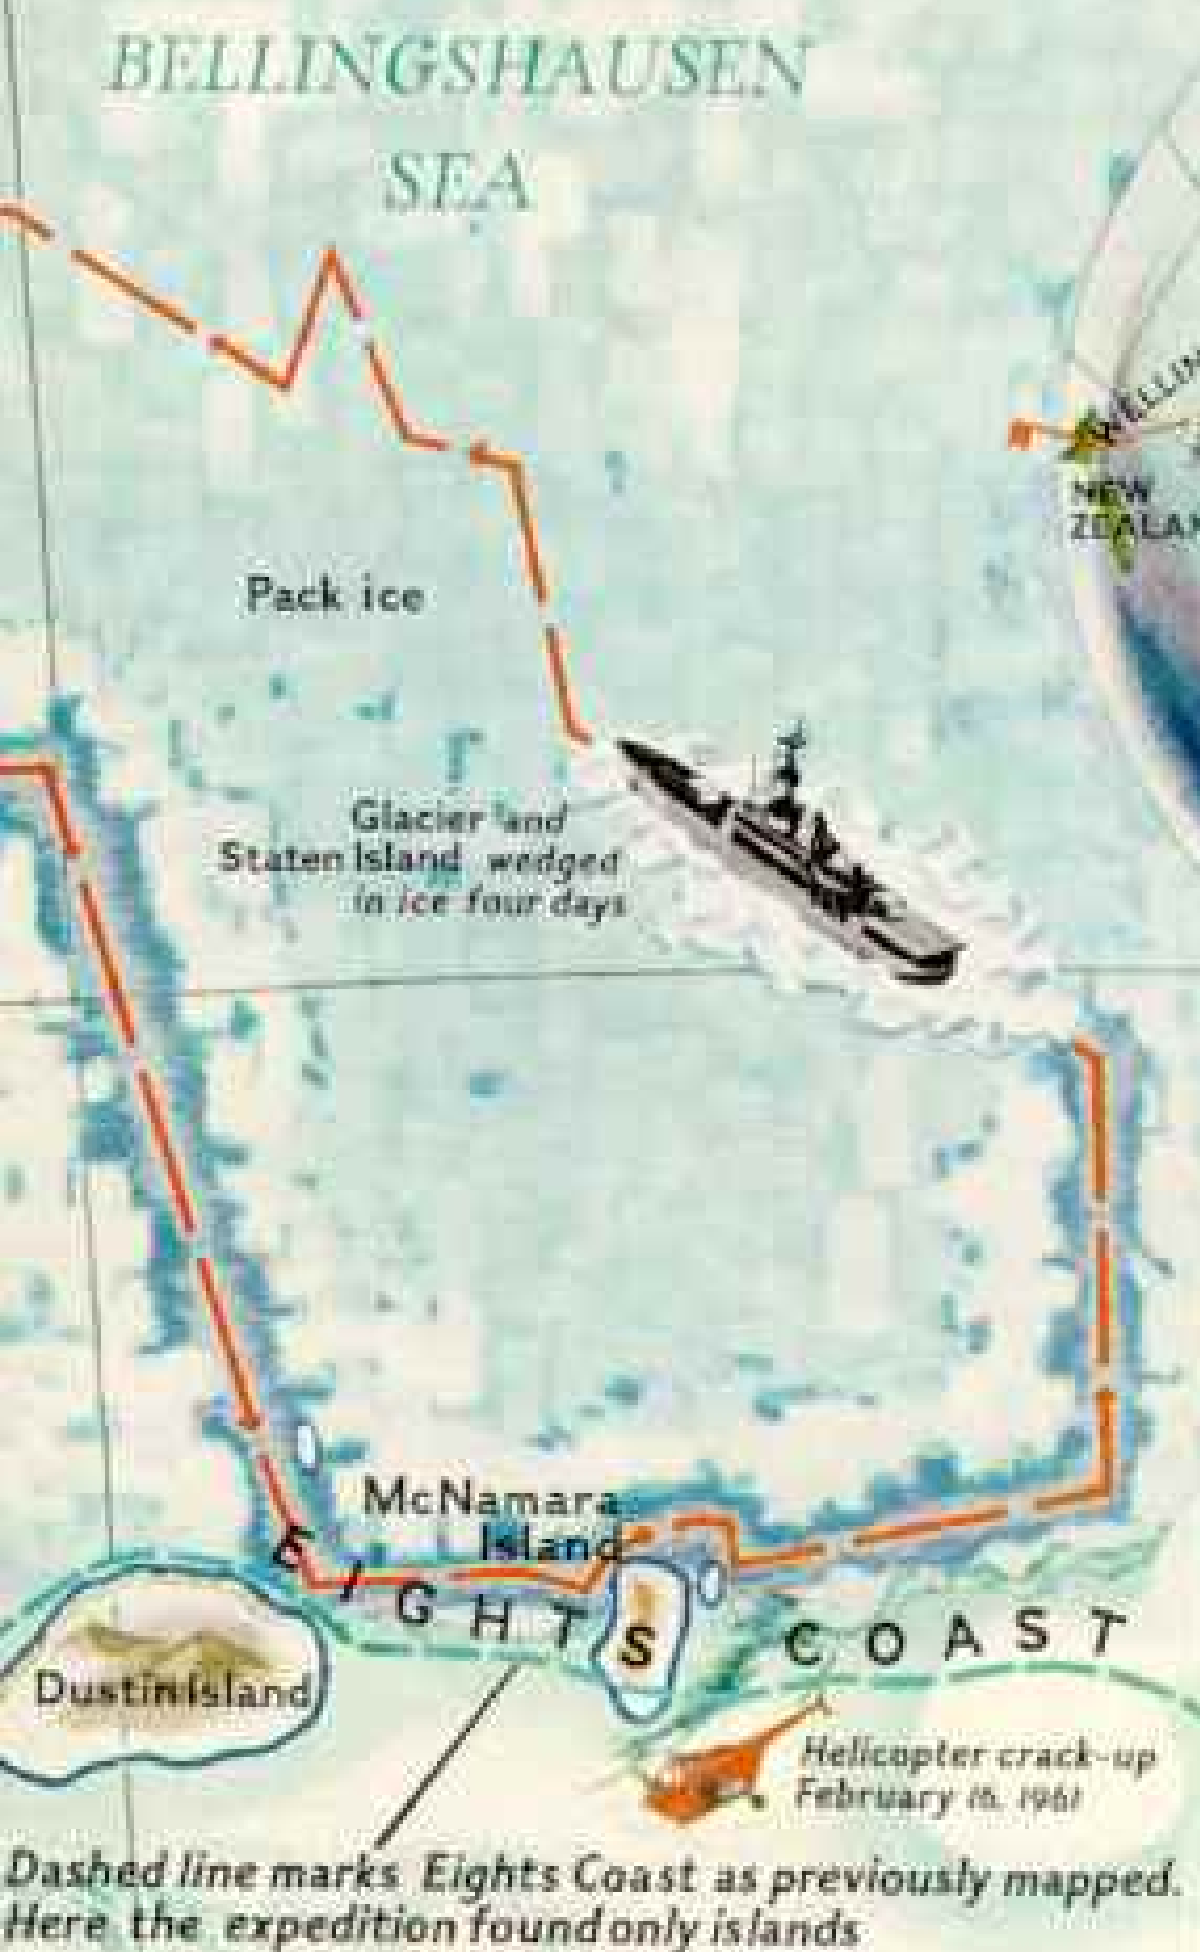 BELLINGSHAUSEN
SEA
WELLIN
NEW
ZEALAN
Pack ice
Glacier and
Staten Island wedged
in ice four days
McNamara
Island
EIGHTS COAST
Dustin Island
Helicopter crack-up
February 16, 1961
Dashed line marks Eights Coast as previously mapped.
Here the expedition found only islands